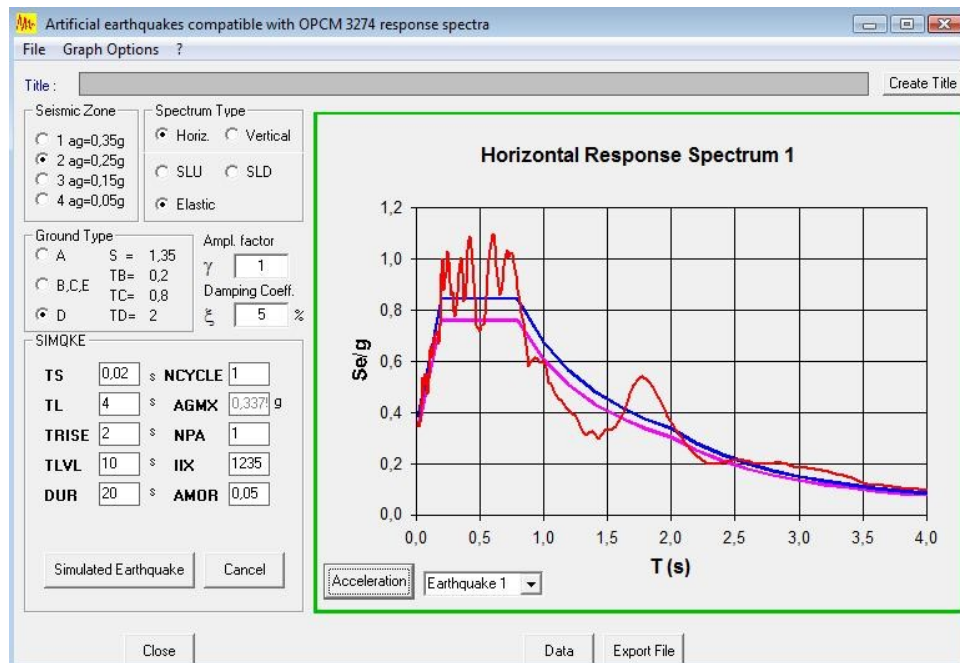 Artificial earthquakes compatible with OPCM 3274 response spectra
File Graph Options ?
Title :
Create Title
Seismic Zone
1 ag=0,35g
2 ag=0,25g
3 ag=0,15g
4 ag=0,05g
Spectrum Type
Horiz. Vertical
SLU SLD
Elastic
Ground Type
A
B,C,E
D
S = 1,35
TB= 0,2
TC= 0,8
TD= 2
Ampl. factor
γ 1
Damping Coeff.
ξ 5 %
SIMQKE
TS 0,02 s NCYCLE 1
TL 4 s AGMX 0,337 g
TRISE 2 s NPA 1
TLVL 10 s IIX 1235
DUR 20 s AMOR 0,05
Simulated Earthquake Cancel
Horizontal Response Spectrum 1
Se/g
1,2
1,0
0,8
0,6
0,4
0,2
0,0
0,0 0,5 1,0 1,5 2,0 2,5 3,0 3,5 4,0
T (s)
Acceleration Earthquake 1
Close Data Export File